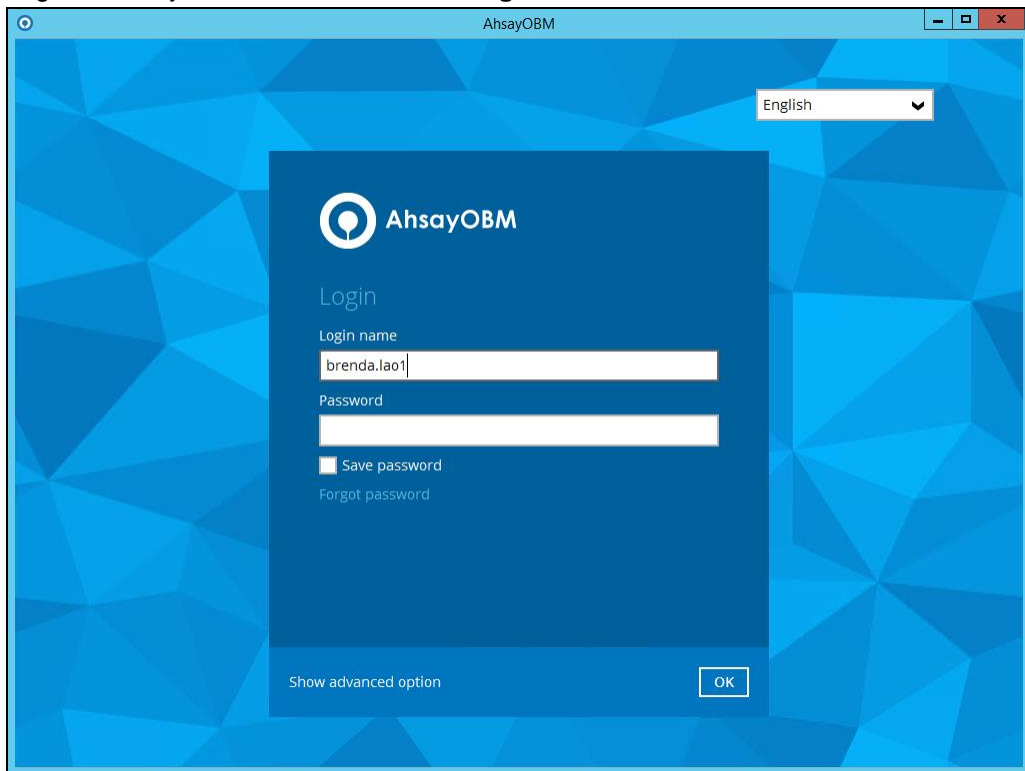 AhsayOBM
English
AhsayOBM
Login
Login name
brenda.lao1
Password
Save password
Forgot password
Show advanced option
OK